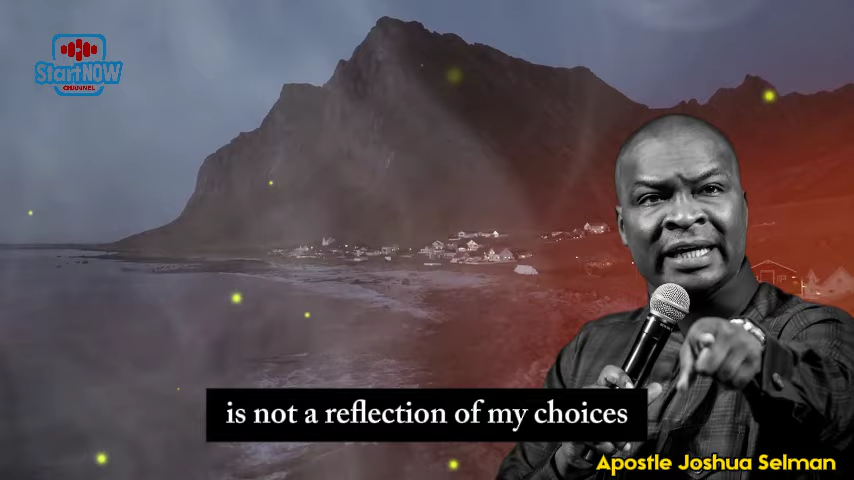 StartNOW
CHANNEL
is not a reflection of my choices
Apostle Joshua Selman